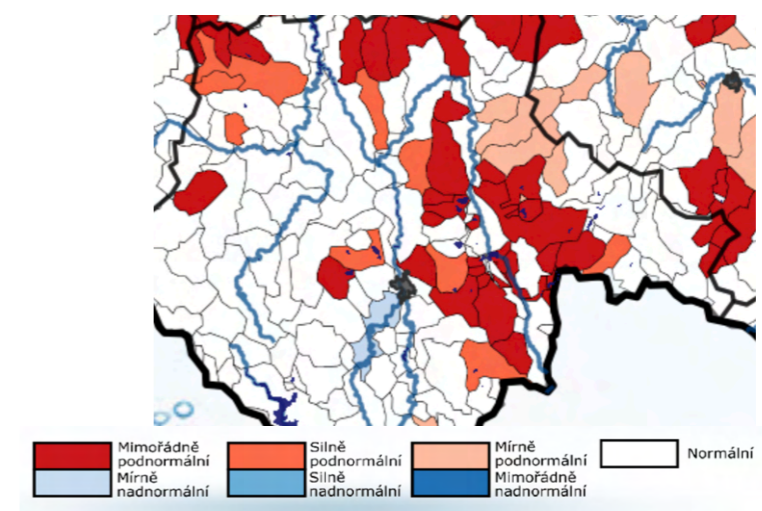 Mimořádně
podnormální
Silně
podnormální
Mírně
podnormální
Normální
Mírně
nadnormální
Silně
nadnormální
Mimořádně
nadnormální